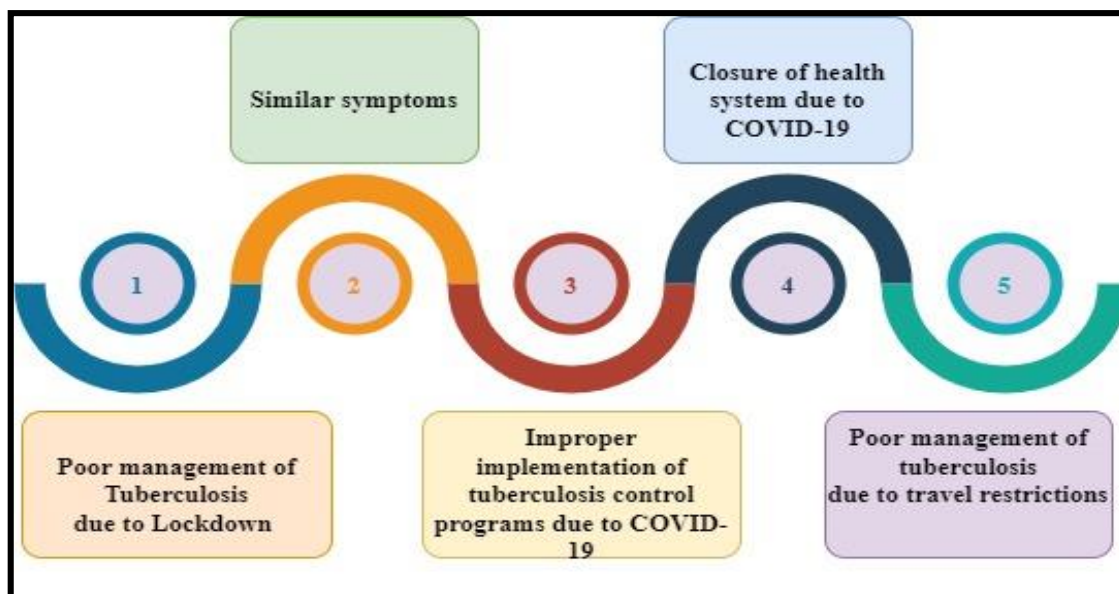 Similar symptoms
Closure of health
system due to
COVID-19
1
2
3
4
5
Poor management of
Tuberculosis
due to Lockdown
Improper
implementation of
tuberculosis control
programs due to COVID-
19
Poor management of
tuberculosis
due to travel restrictions